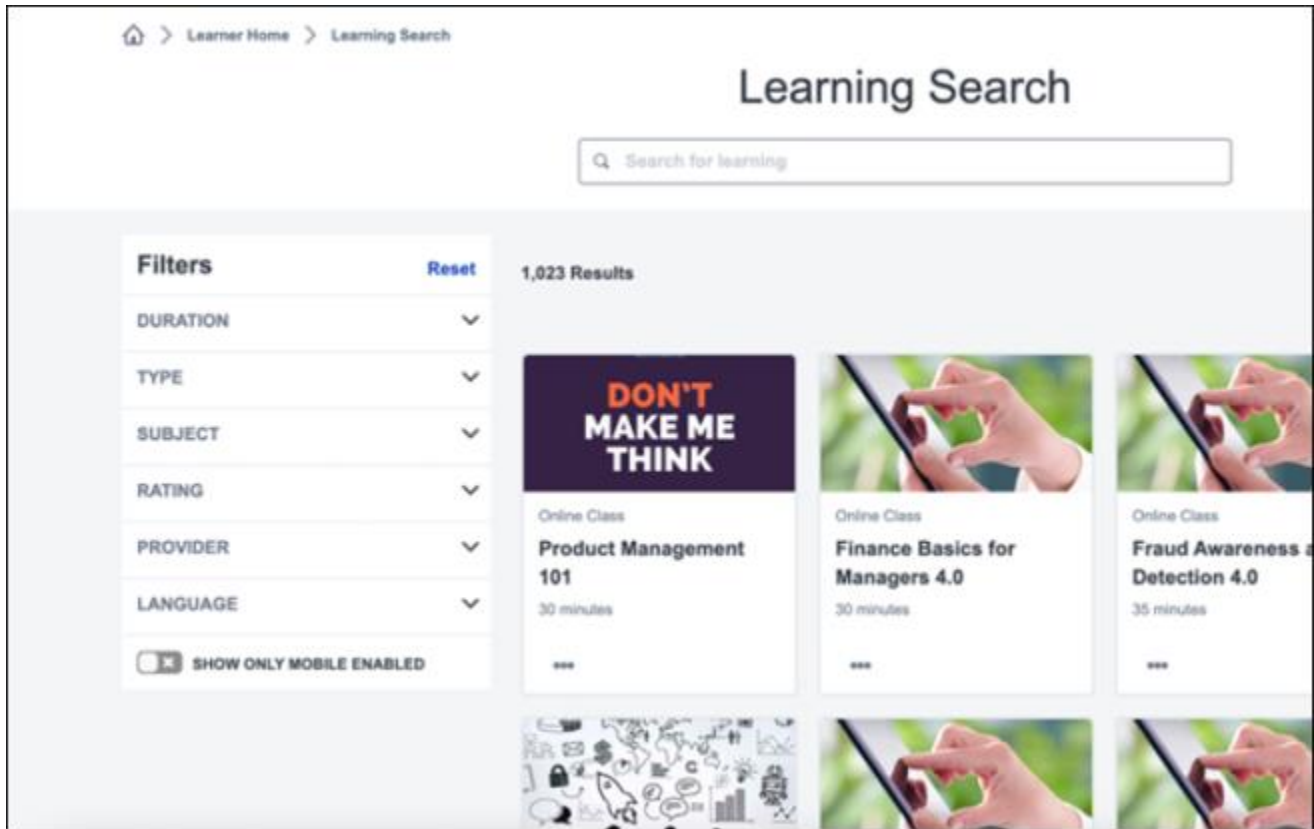 Learner Home > Learning Search
Learning Search
Search for learning
Filters
Reset
1,023 Results
DURATION
TYPE
SUBJECT
RATING
PROVIDER
LANGUAGE
SHOW ONLY MOBILE ENABLED
DON'T
MAKE ME
THINK
Online Class
Product Management
101
30 minutes
Online Class
Finance Basics for
Managers 4.0
30 minutes
Online Class
Fraud Awareness a
Detection 4.0
35 minutes